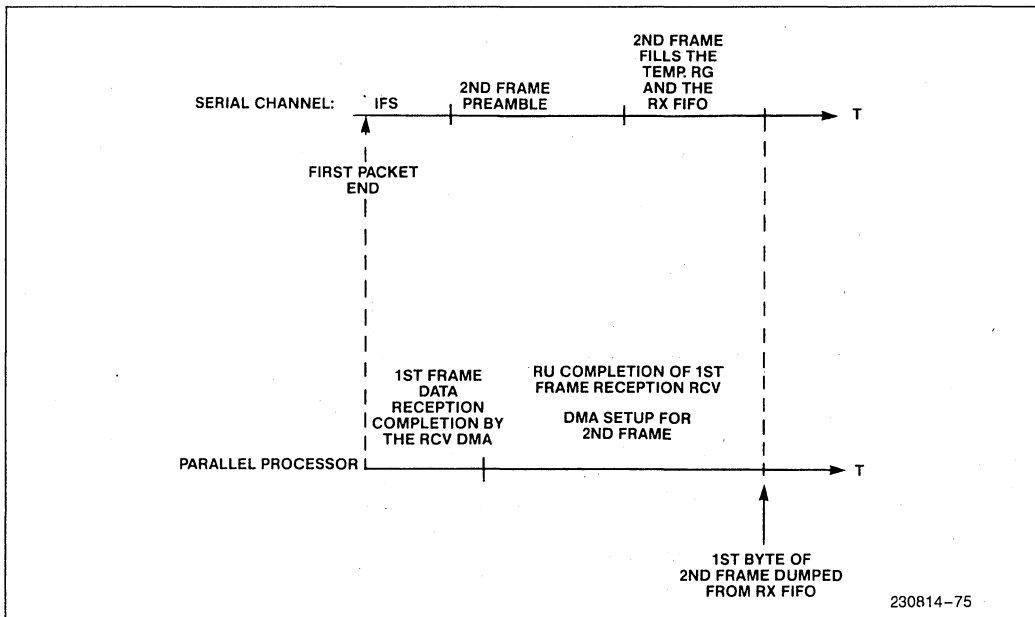 2ND FRAME
FILLS THE
TEMP. RG
AND THE
RX FIFO
2ND FRAME
PREAMBLE
SERIAL CHANNEL:
IFS
T
FIRST PACKET
END
1ST FRAME
DATA
RECEPTION
COMPLETION BY
THE RCV DMA
RU COMPLETION OF 1ST
FRAME RECEPTION RCV
DMA SETUP FOR
2ND FRAME
PARALLEL PROCESSOR
T
1ST BYTE OF
2ND FRAME DUMPED
FROM RX FIFO
230814-75